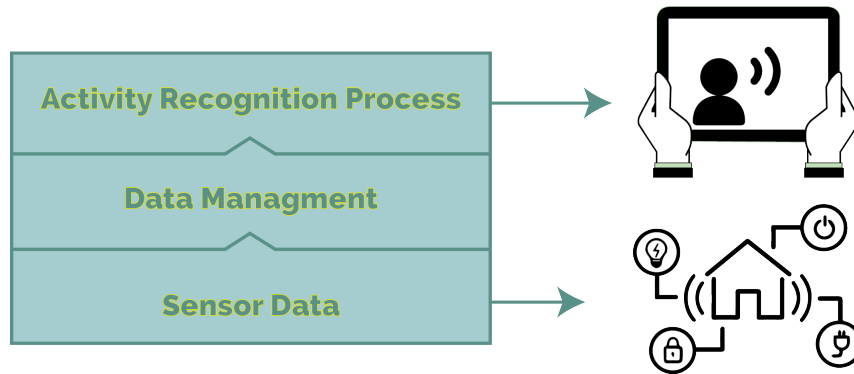 Activity Recognition Process
Data Managment
Sensor Data